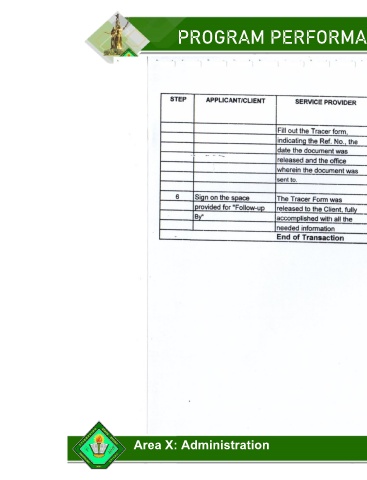 PROGRAM PERFORMA
STEP APPLICANT/CLIENT SERVICE PROVIDER
Fill out the Tracer form,
indicating the Ref. No., the
date the document was
released and the office
wherein the document was
sent to.
6 Sign on the space The Tracer Form was
provided for "Follow-up released to the Client, fully
By" accomplished with all the
needed information
End of Transaction
Area X: Administration